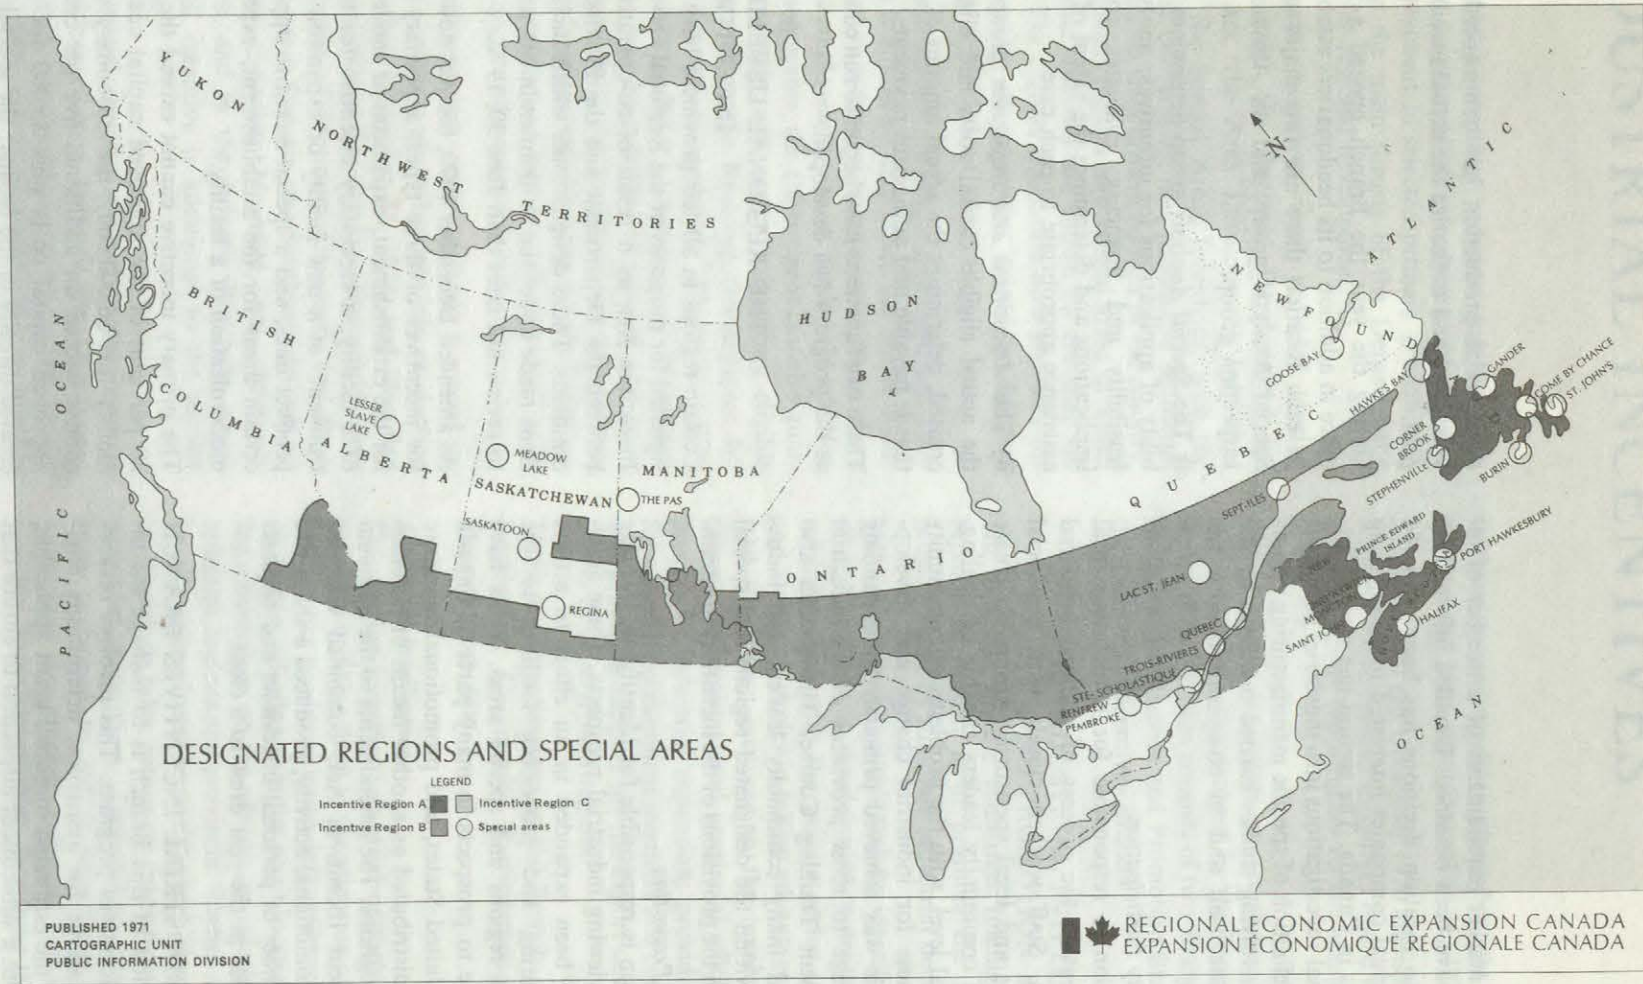 YUKON
NORTHWEST
TERRITORIES
ATLANTIC
N
BRITISH
COLUMBIA
PACIFIC
OCEAN
HUDSON
BAY
NEWFOUND
GOOSE BAY
HAWKE'S BAY
GANDER
COME BY CHANCE
ST. JOHN'S
LESSER
SLAVE
LAKE
ALBERTA
MEADOW
LAKE
SASKATCHEWAN
MANITOBA
THE PAS
SASKATOON
REGINA
QUEBEC
CORNER
BROOK
STEPHENVILLE
BURIN
SEPT-ILES
PRINCE EDWARD
ISLAND
PORT HAWKESBURY
NEW
ONTARIO
LAC ST. JEAN
HALIFAX
SAINT JOHN
QUEBEC
TROIS-RIVIERES
STE-SCHOLASTIQUE
RENFREW
PEMBROKE
OCEAN
DESIGNATED REGIONS AND SPECIAL AREAS
LEGEND
Incentive Region A
Incentive Region C
Incentive Region B
Special areas
PUBLISHED 1971
CARTOGRAPHIC UNIT
PUBLIC INFORMATION DIVISION
REGIONAL ECONOMIC EXPANSION CANADA
EXPANSION ÉCONOMIQUE RÉGIONALE CANADA